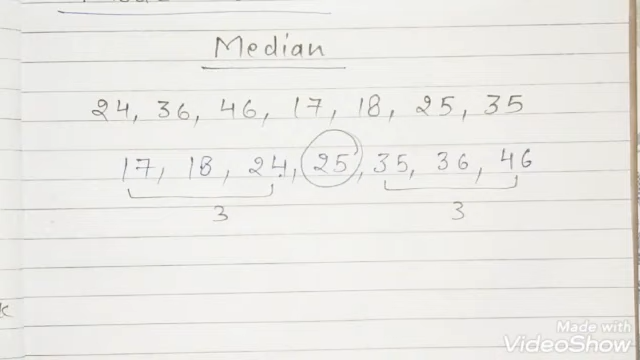 Median
24, 36, 46, 17, 18, 25, 35
17, 18, 24, 25, 35, 36, 46
3 3
Made with
VideoShow